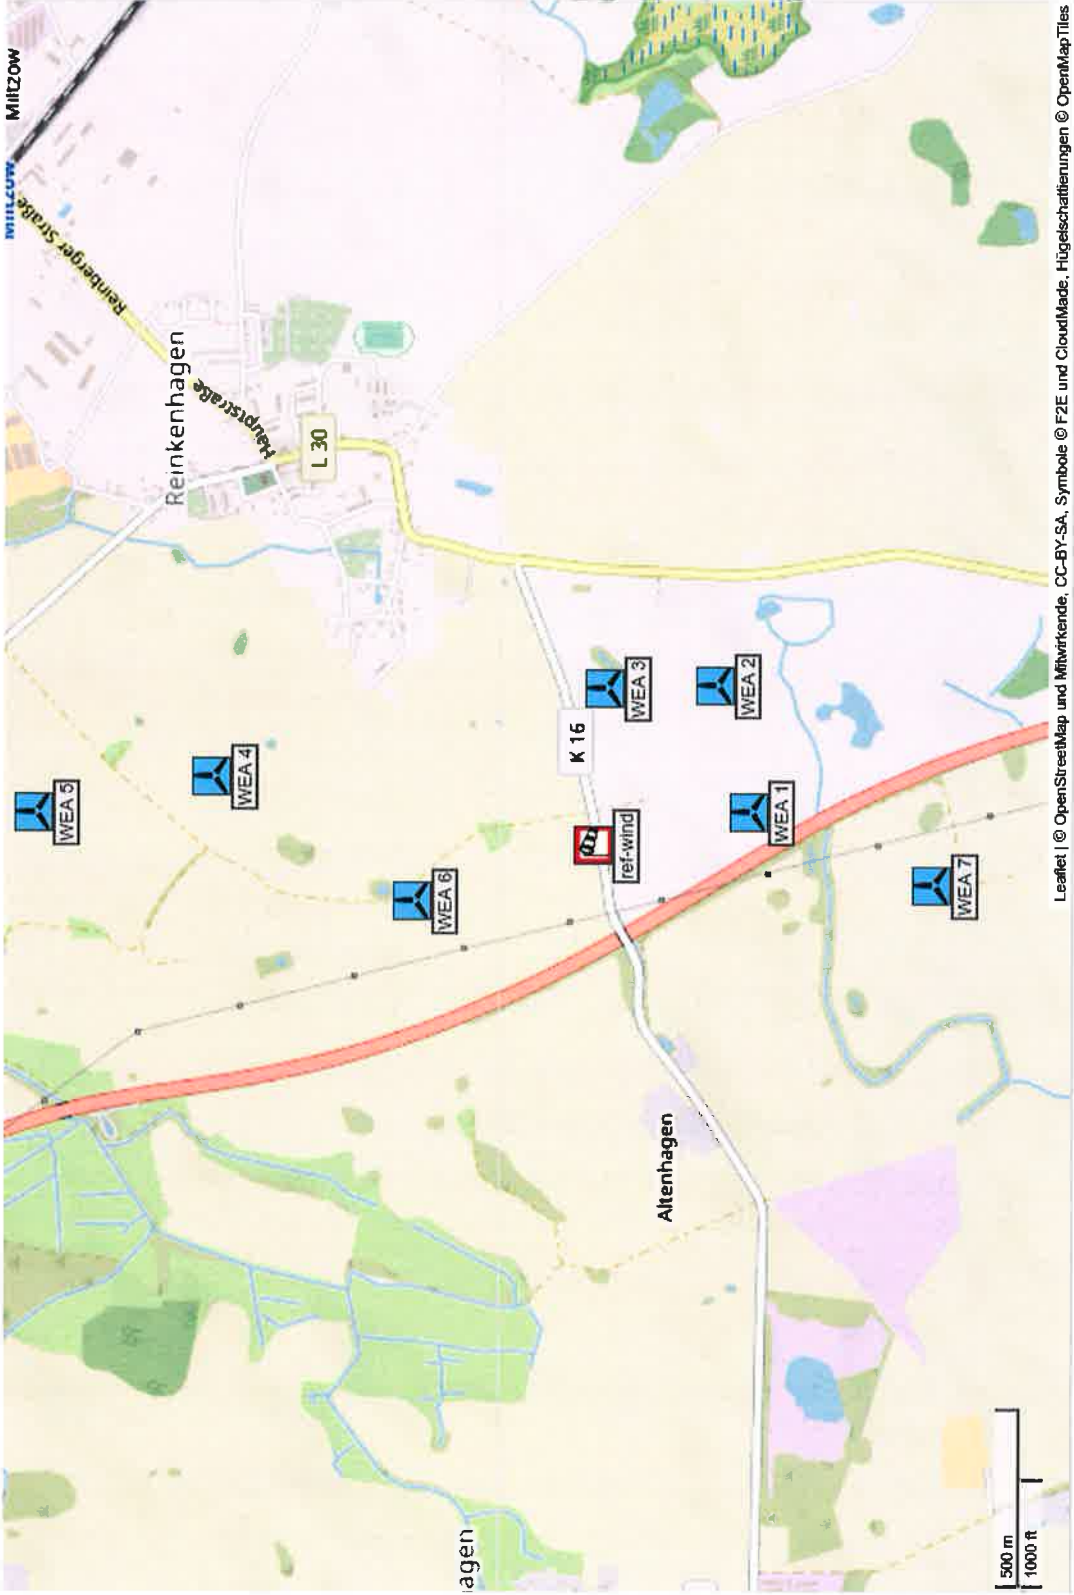 Miltzow
Miltzow
Reinberger Straße
Reinkenhagen
Hauptstraße
L 30
WEA 5
WEA 4
WEA 6
K 16
WEA 3
WEA 2
ref-wind
WEA 1
WEA 7
Altenhagen
agen
500 m
1000 ft
Leaflet | © OpenStreetMap und Mitwirkende, CC-BY-SA, Symbole © F2E und CloudMade, Hügelschattierungen © OpenMapTiles